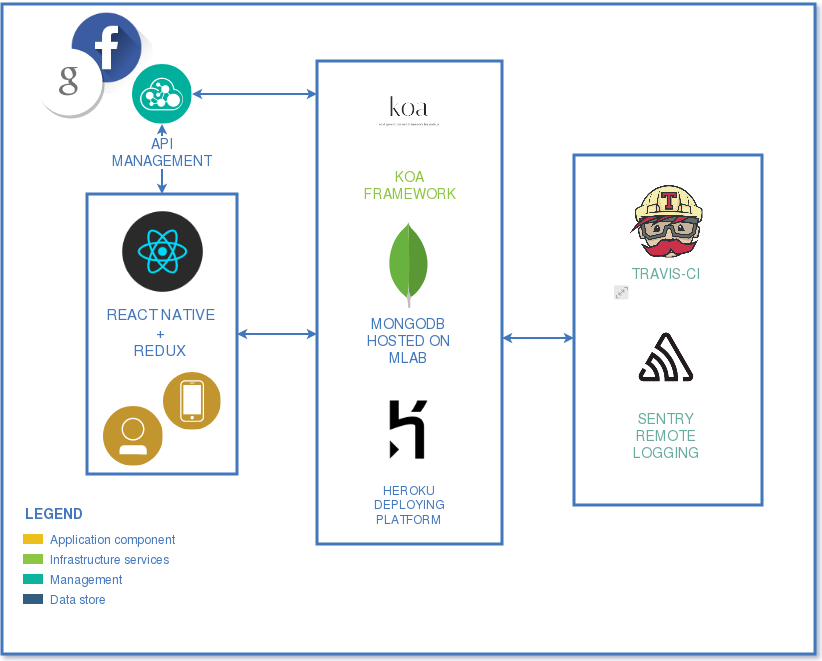 f
g
API
MANAGEMENT
REACT NATIVE
+
REDUX
koa
KOA
FRAMEWORK
MONGODB
HOSTED ON
MLAB
HEROKU
DEPLOYING
PLATFORM
T
TRAVIS-CI
SENTRY
REMOTE
LOGGING
LEGEND
Application component
Infrastructure services
Management
Data store